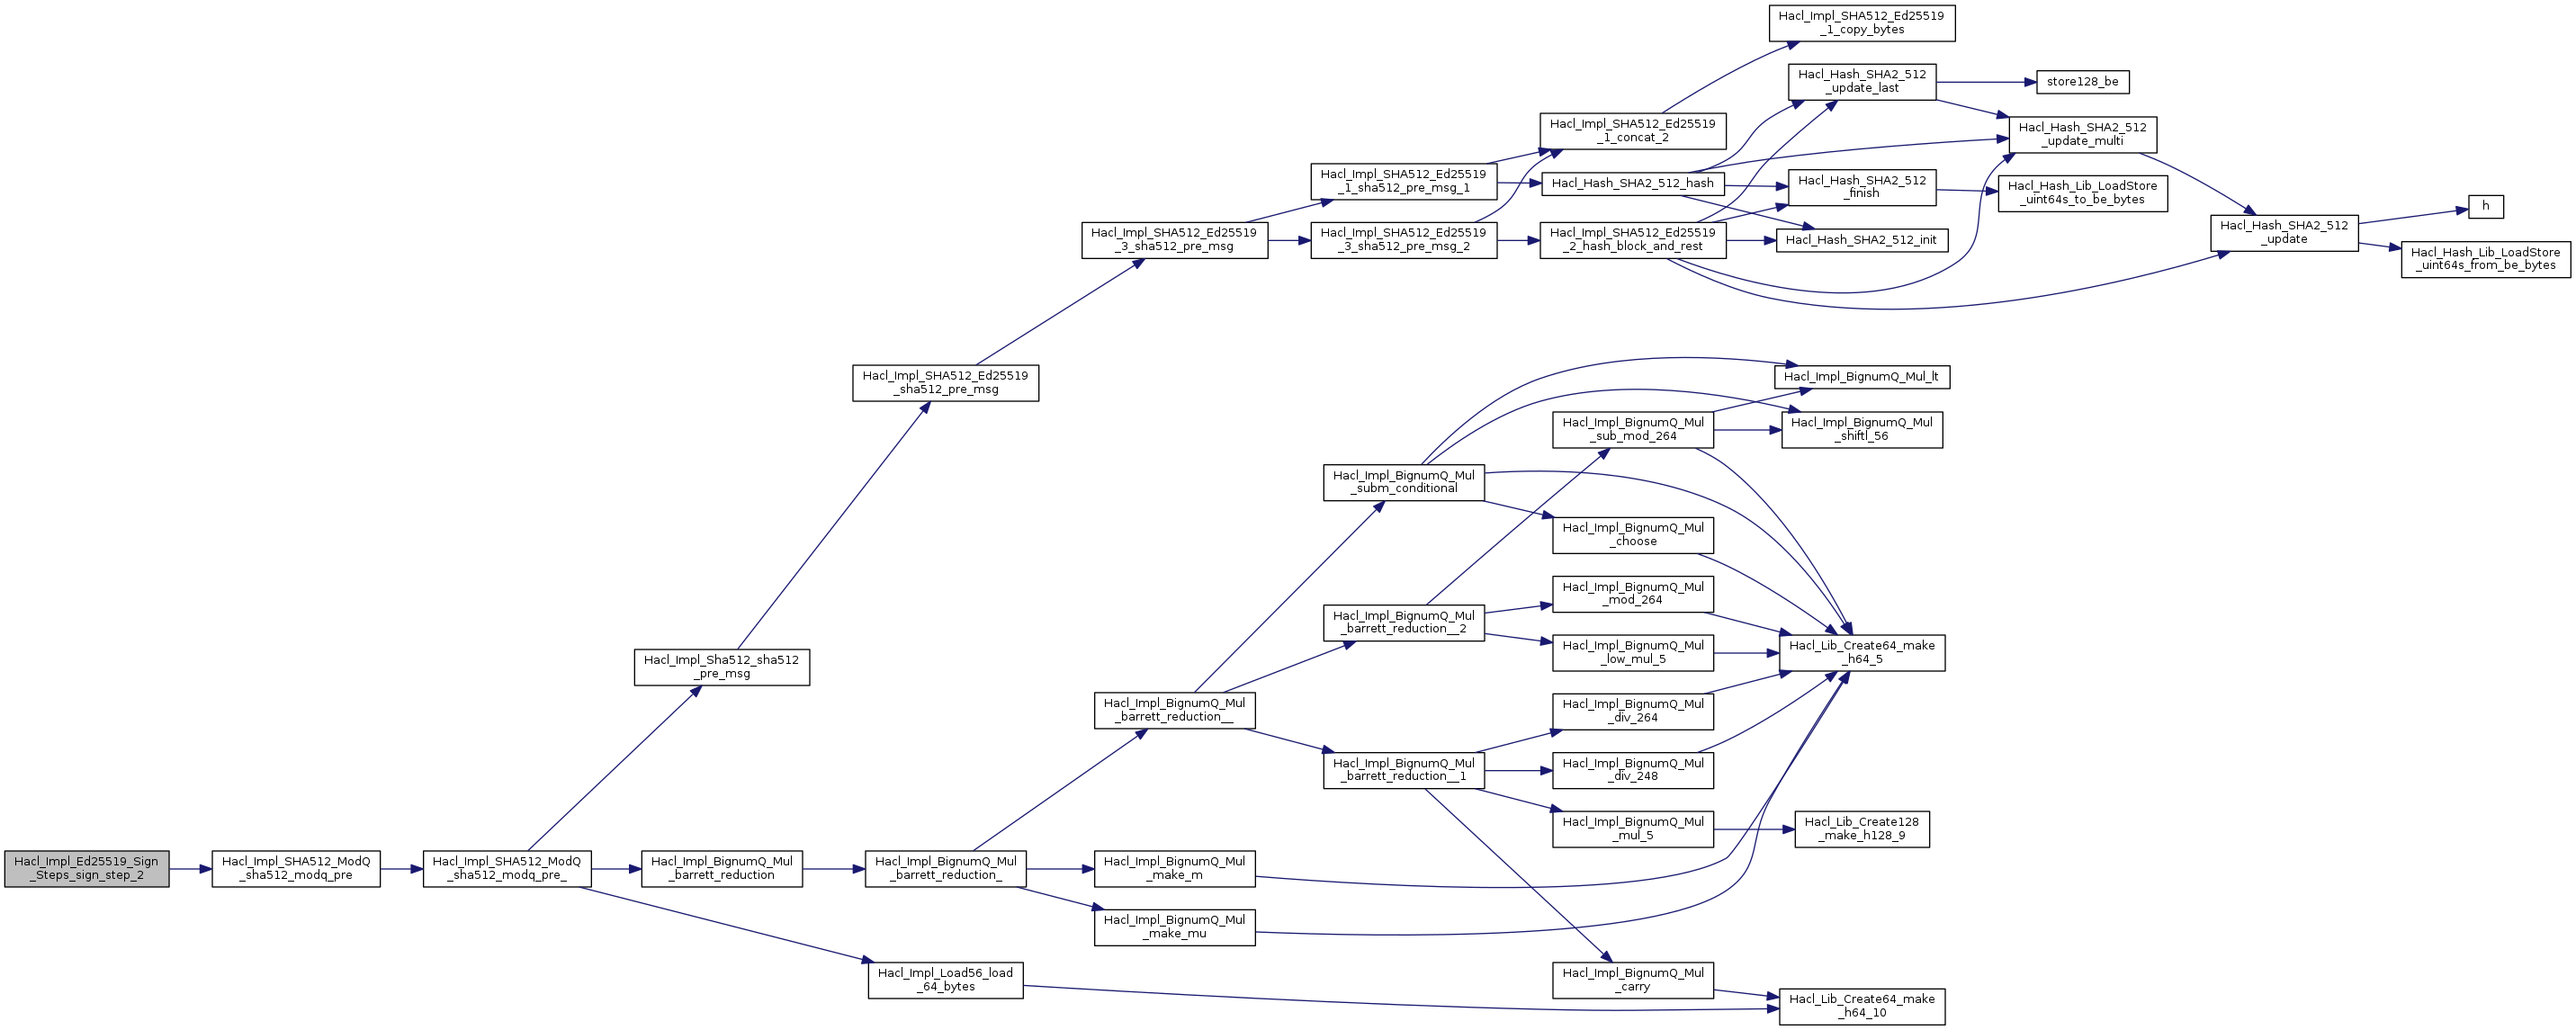 Hacl_Impl_SHA512_Ed25519
_1_copy_bytes
Hacl_Hash_SHA2_512
_update_last
store128_be
Hacl_Impl_SHA512_Ed25519
_1_concat_2
Hacl_Hash_SHA2_512
_update_multi
Hacl_Impl_SHA512_Ed25519
_1_sha512_pre_msg_1
Hacl_Hash_SHA2_512_hash
Hacl_Hash_SHA2_512
_finish
Hacl_Hash_Lib_LoadStore
_uint64s_to_be_bytes
h
Hacl_Impl_SHA512_Ed25519
_3_sha512_pre_msg
Hacl_Impl_SHA512_Ed25519
_3_sha512_pre_msg_2
Hacl_Impl_SHA512_Ed25519
_2_hash_block_and_rest
Hacl_Hash_SHA2_512_init
Hacl_Hash_SHA2_512
_update
Hacl_Hash_Lib_LoadStore
_uint64s_from_be_bytes
Hacl_Impl_SHA512_Ed25519
_sha512_pre_msg
Hacl_Impl_BignumQ_Mul_lt
Hacl_Impl_BignumQ_Mul
_sub_mod_264
Hacl_Impl_BignumQ_Mul
_shiftl_56
Hacl_Impl_BignumQ_Mul
_subm_conditional
Hacl_Impl_BignumQ_Mul
_choose
Hacl_Impl_BignumQ_Mul
_mod_264
Hacl_Impl_BignumQ_Mul
_barrett_reduction__2
Hacl_Impl_BignumQ_Mul
_low_mul_5
Hacl_Lib_Create64_make
_h64_5
Hacl_Impl_Sha512_sha512
_pre_msg
Hacl_Impl_BignumQ_Mul
_barrett_reduction__
Hacl_Impl_BignumQ_Mul
_div_264
Hacl_Impl_BignumQ_Mul
_barrett_reduction__1
Hacl_Impl_BignumQ_Mul
_div_248
Hacl_Impl_BignumQ_Mul
_mul_5
Hacl_Lib_Create128
_make_h128_9
Hacl_Impl_Ed25519_Sign
_Steps_sign_step_2
Hacl_Impl_SHA512_ModQ
_sha512_modq_pre
Hacl_Impl_SHA512_ModQ
_sha512_modq_pre_
Hacl_Impl_BignumQ_Mul
_barrett_reduction
Hacl_Impl_BignumQ_Mul
_barrett_reduction_
Hacl_Impl_BignumQ_Mul
_make_m
Hacl_Impl_BignumQ_Mul
_make_mu
Hacl_Impl_Load56_load
_64_bytes
Hacl_Impl_BignumQ_Mul
_carry
Hacl_Lib_Create64_make
_h64_10